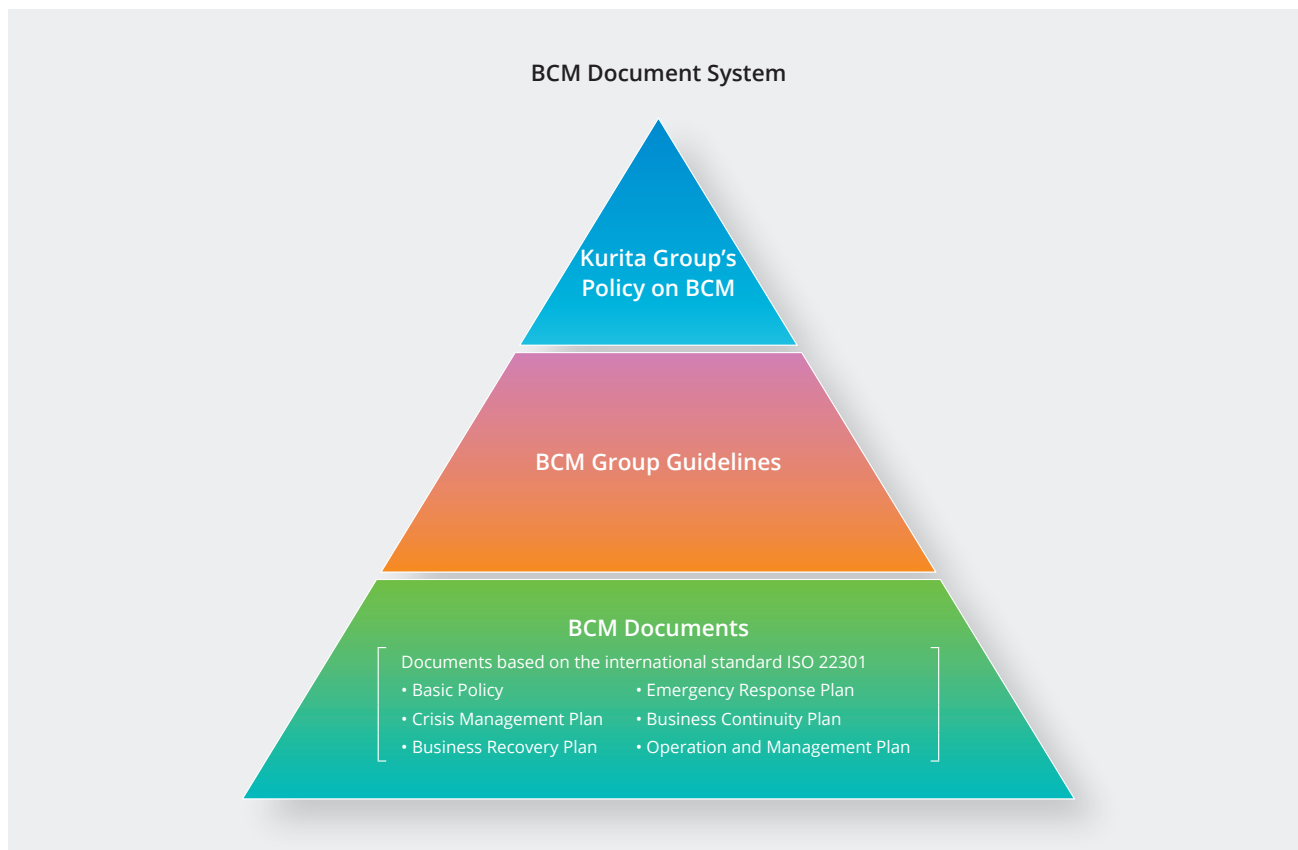 BCM Document System
Kurita Group’s
Policy on BCM
BCM Group Guidelines
BCM Documents
Documents based on the international standard ISO 22301
• Basic Policy
• Emergency Response Plan
• Crisis Management Plan
• Business Continuity Plan
• Business Recovery Plan
• Operation and Management Plan